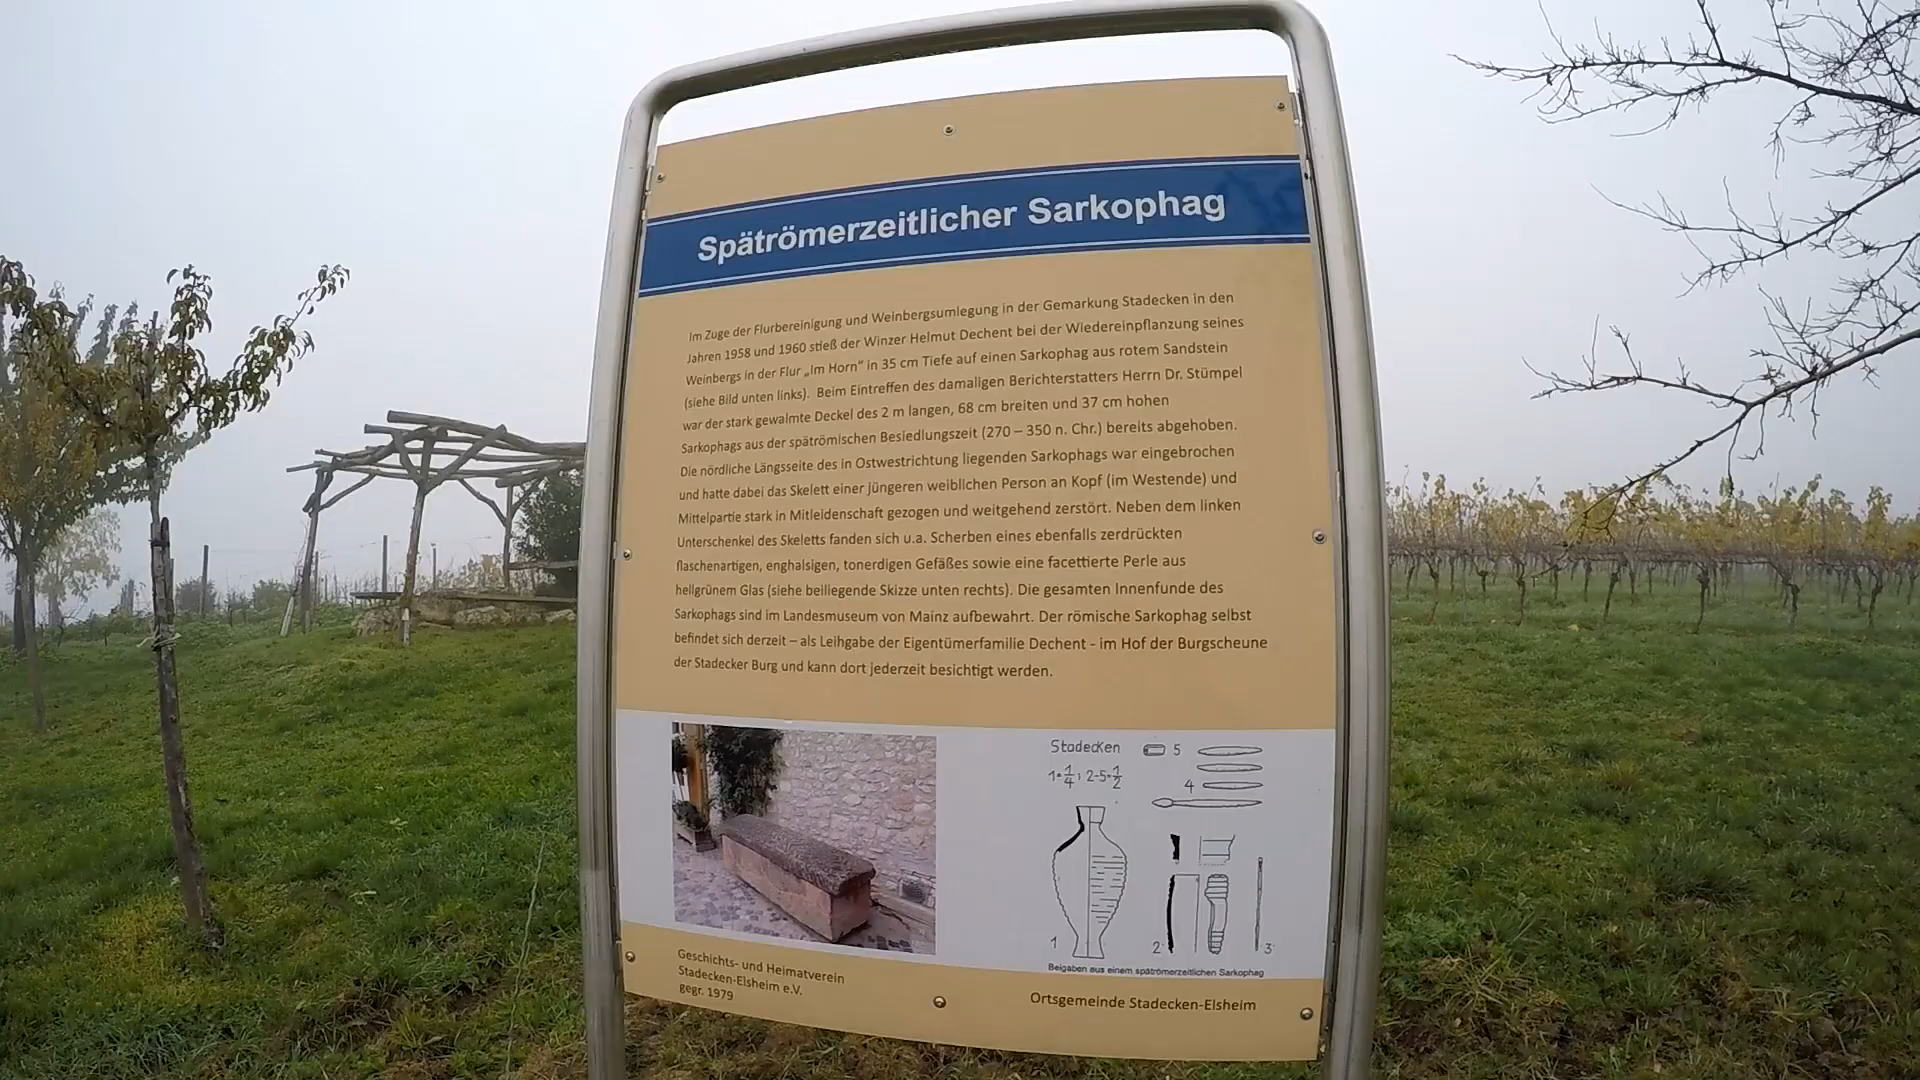 Spätrömerzeitlicher Sarkophag
Im Zuge der Flurbereinigung und Weinbergsumlegung in der Gemarkung Stadecken in den
Jahren 1958 und 1960 stieß der Winzer Helmut Dechent bei der Wiedereinpflanzung seines
Weinbergs in der Flur „Im Horn“ in 35 cm Tiefe auf einen Sarkophag aus rotem Sandstein
(siehe Bild unten links). Beim Eintreffen des damaligen Berichterstatters Herrn Dr. Stümpel
war der stark gewalmte Deckel des 2 m langen, 68 cm breiten und 37 cm hohen
Sarkophags aus der spätrömischen Besiedlungszeit (270 – 350 n. Chr.) bereits abgehoben.
Die nördliche Längsseite des in Ostwestrichtung liegenden Sarkophags war eingebrochen
und hatte dabei das Skelett einer jüngeren weiblichen Person an Kopf (im Westende) und
Mittelpartie stark in Mitleidenschaft gezogen und weitgehend zerstört. Neben dem linken
Unterschenkel des Skeletts fanden sich u.a. Scherben eines ebenfalls zerdrückten
flaschenartigen, enghalsigen, tonerdigen Gefäßes sowie eine facettierte Perle aus
hellgrünem Glas (siehe beiliegende Skizze unten rechts). Die gesamten Innenfunde des
Sarkophags sind im Landesmuseum von Mainz aufbewahrt. Der römische Sarkophag selbst
befindet sich derzeit – als Leihgabe der Eigentümerfamilie Dechent - im Hof der Burgscheune
der Stadecker Burg und kann dort jederzeit besichtigt werden.
Stadecken 5
1=1/4; 2-5=1/2
4
1 2 3
Beigaben aus einem spätrömerzeitlichen Sarkophag
Geschichts- und Heimatverein
Stadecken-Elsheim e.V.
gegr. 1979
Ortsgemeinde Stadecken-Elsheim